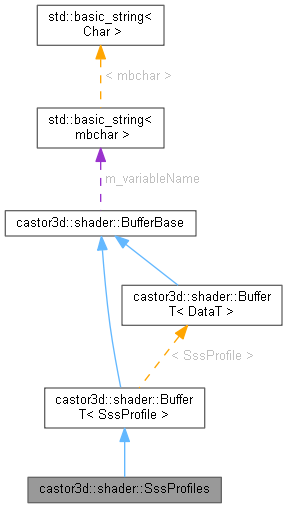 std::basic_string<
Char >
< mbchar >
std::basic_string<
mbchar >
m_variableName
castor3d::shader::BufferBase
castor3d::shader::Buffer
T< DataT >
< SssProfile >
castor3d::shader::Buffer
T< SssProfile >
castor3d::shader::SssProfiles